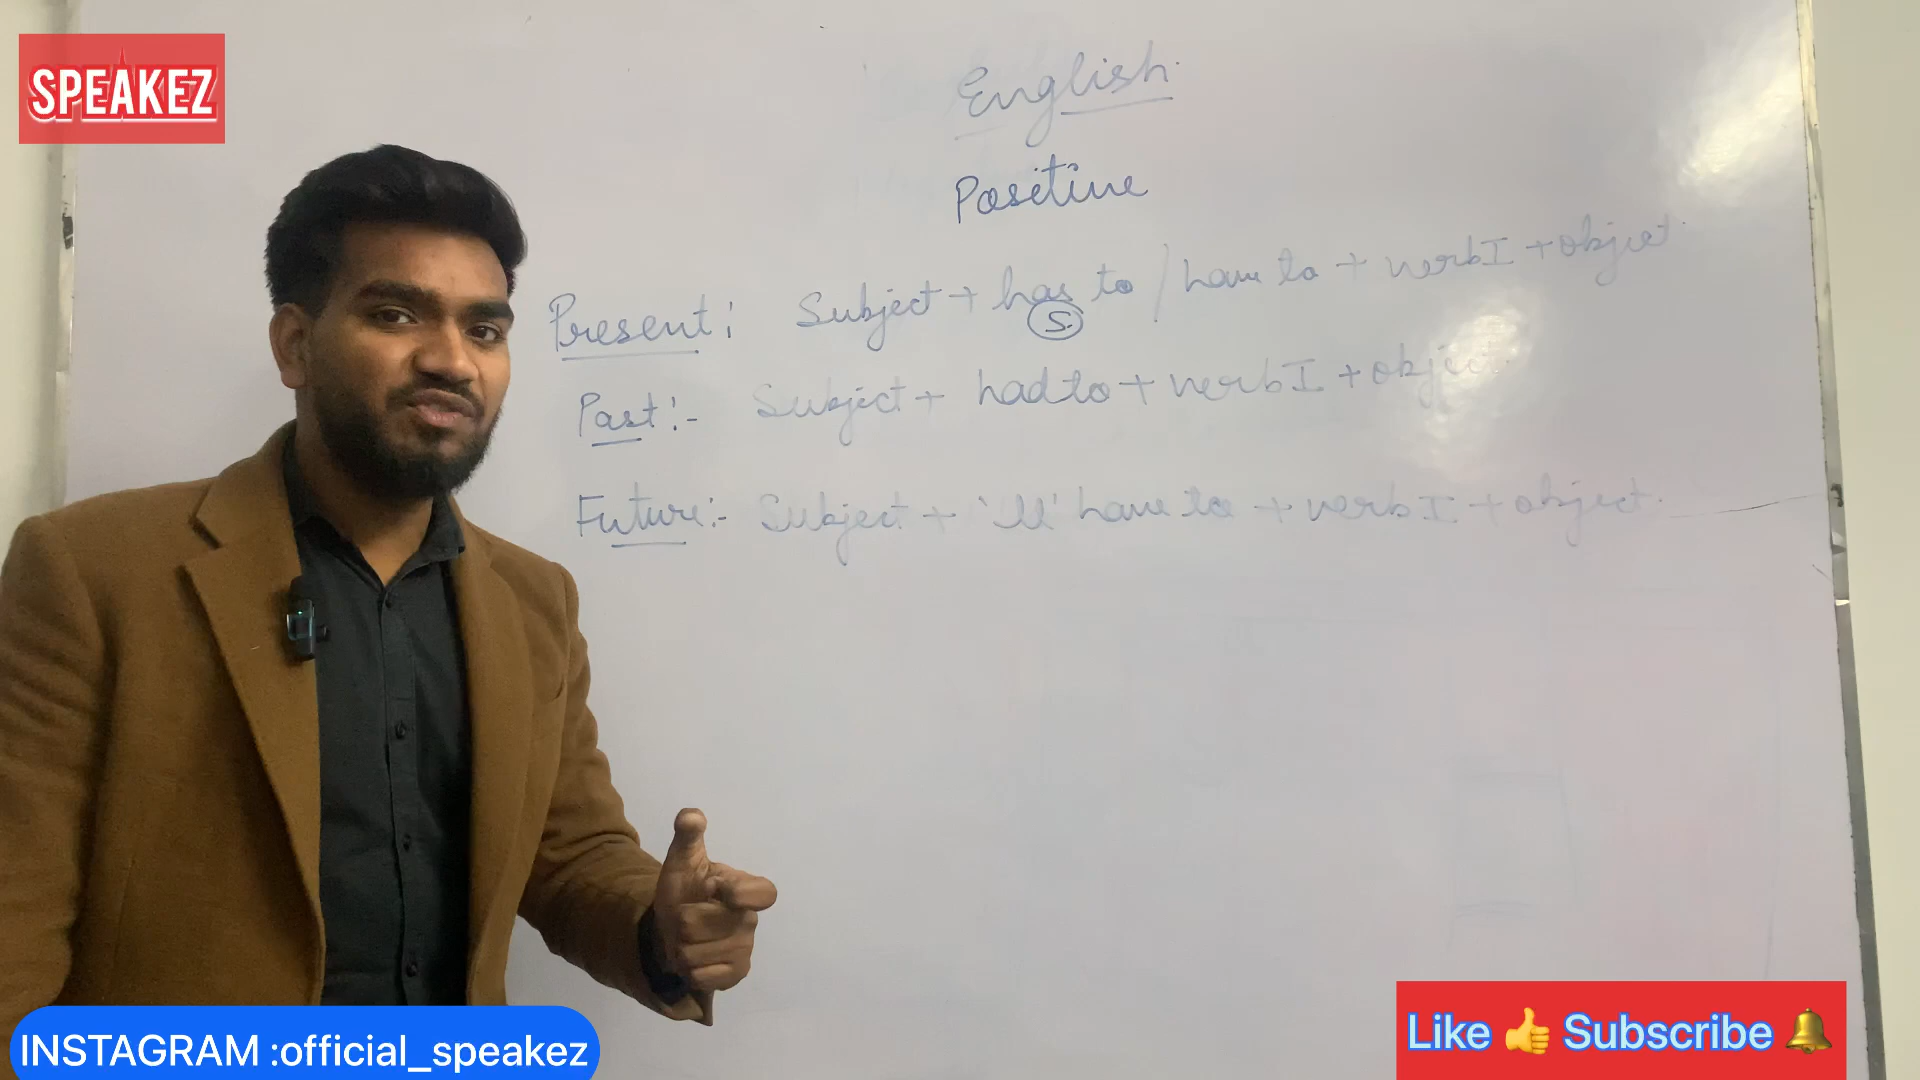 SPEAKEZ
English.
Positive
Present: Subject + has to / have to + verb I + object.
S.
Past:- Subject + had to + verb I + object.
Future:- Subject + 'll' have to + verb I + object.
INSTAGRAM :official_speakez
Like 👍 Subscribe 🔔